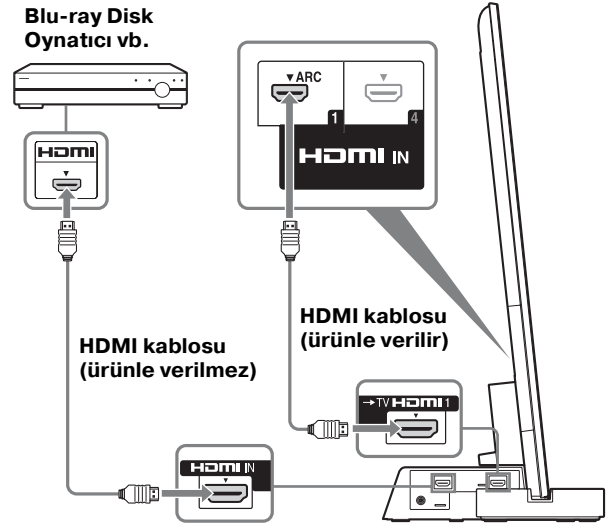 Blu-ray Disk
Oynatıcı vb.
HDMI
ARC
1
4
HDMI IN
HDMI kablosu
(ürünle verilir)
HDMI kablosu
(ürünle verilmez)
→TV HDMI 1
HDMI IN